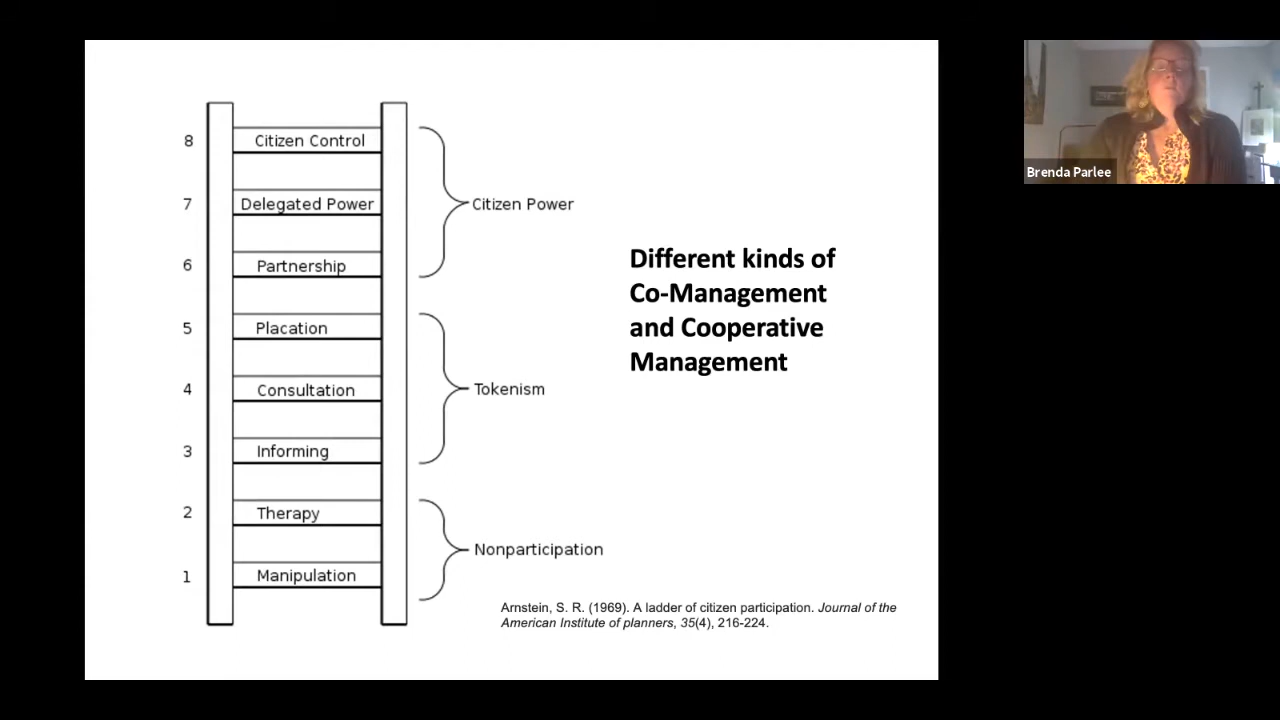 8 Citizen Control
7 Delegated Power
Citizen Power
6 Partnership
5 Placation
4 Consultation
Tokenism
3 Informing
2 Therapy
Nonparticipation
1 Manipulation
Different kinds of
Co-Management
and Cooperative
Management
Arnstein, S. R. (1969). A ladder of citizen participation. Journal of the
American Institute of planners, 35(4), 216-224.
Brenda Parlee